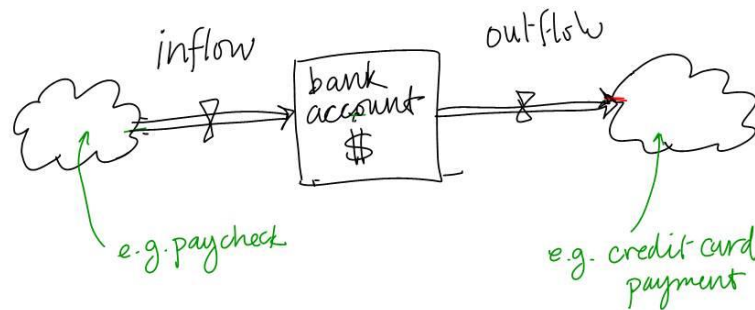 inflow
outflow
bank
account
$
e.g. paycheck
e.g. credit card
payment